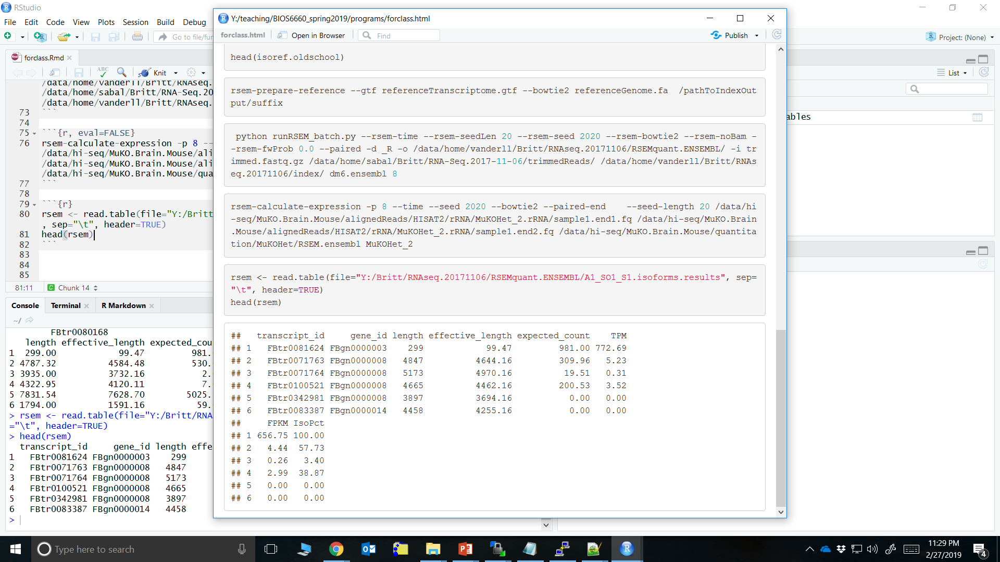 RStudio
File Edit Code View Plots Session Build Debug
Go to file/fun
Project: (None)
forclass.Rmd
ABC
Knit
/data/home/vanderll/Britt/RNAseq.
/data/home/sabal/Britt/RNA-Seq.20
/data/home/vanderll/Britt/RNAseq.
73 ```
74
75 ```{r, eval=FALSE}
76 rsem-calculate-expression -p 8 --
/data/hi-seq/MuKO.Brain.Mouse/ali
/data/hi-seq/MuKO.Brain.Mouse/ali
/data/hi-seq/MuKO.Brain.Mouse/qua
77 ```
78
79 ```{r}
80 rsem <- read.table(file="Y:/Britt
, sep="\t", header=TRUE)
81 head(rsem)
82 ```
83
84
85
81:11 C Chunk 14
Console Terminal R Markdown
~/
FBtr0080168
length effective_length expected_cou
1 299.00 99.47 981.
2 4787.32 4584.48 530.
3 3935.00 3732.16 2.
4 4322.95 4120.11 7.
5 7831.54 7628.70 5025.
6 1794.00 1591.16 59.
> rsem <- read.table(file="Y:/Britt/RNA
="\t", header=TRUE)
> head(rsem)
transcript_id gene_id length effe
1 FBtr0081624 FBgn0000003 299
2 FBtr0071763 FBgn0000008 4847
3 FBtr0071764 FBgn0000008 5173
4 FBtr0100521 FBgn0000008 4665
5 FBtr0342981 FBgn0000008 3897
6 FBtr0083387 FBgn0000014 4458
>
R Y:/teaching/BIOS6660_spring2019/programs/forclass.html
forclass.html Open in Browser Find Publish
head(isoref.oldschool)
rsem-prepare-reference --gtf referenceTranscriptome.gtf --bowtie2 referenceGenome.fa /pathToIndexOut
put/suffix
python runRSEM_batch.py --rsem-time --rsem-seedLen 20 --rsem-seed 2020 --rsem-bowtie2 --rsem-noBam -
-rsem-fwProb 0.0 --paired -d _R -o /data/home/vanderll/Britt/RNAseq.20171106/RSEMquant.ENSEMBL/ -i tr
immed.fastq.gz /data/home/sabal/Britt/RNA-Seq.2017-11-06/trimmedReads/ /data/home/vanderll/Britt/RNAs
eq.20171106/index/ dm6.ensembl 8
rsem-calculate-expression -p 8 --time --seed 2020 --bowtie2 --paired-end --seed-length 20 /data/hi
-seq/MuKO.Brain.Mouse/alignedReads/HISAT2/rRNA/MuKOHet_2.rRNA/sample1.end1.fq /data/hi-seq/MuKO.Brain
.Mouse/alignedReads/HISAT2/rRNA/MuKOHet_2.rRNA/sample1.end2.fq /data/hi-seq/MuKO.Brain.Mouse/quantita
tion/MuKOHet/RSEM.ensembl MuKOHet_2
rsem <- read.table(file="Y:/Britt/RNAseq.20171106/RSEMquant.ENSEMBL/A1_SO1_S1.isoforms.results", sep=
"\t", header=TRUE)
head(rsem)
## transcript_id gene_id length effective_length expected_count TPM
## 1 FBtr0081624 FBgn0000003 299 99.47 981.00 772.69
## 2 FBtr0071763 FBgn0000008 4847 4644.16 309.96 5.23
## 3 FBtr0071764 FBgn0000008 5173 4970.16 19.51 0.31
## 4 FBtr0100521 FBgn0000008 4665 4462.16 200.53 3.52
## 5 FBtr0342981 FBgn0000008 3897 3694.16 0.00 0.00
## 6 FBtr0083387 FBgn0000014 4458 4255.16 0.00 0.00
## FPKM IsoPct
## 1 656.75 100.00
## 2 4.44 57.73
## 3 0.26 3.40
## 4 2.99 38.87
## 5 0.00 0.00
## 6 0.00 0.00
List
ables
Type here to search
11:29 PM
2/27/2019
4